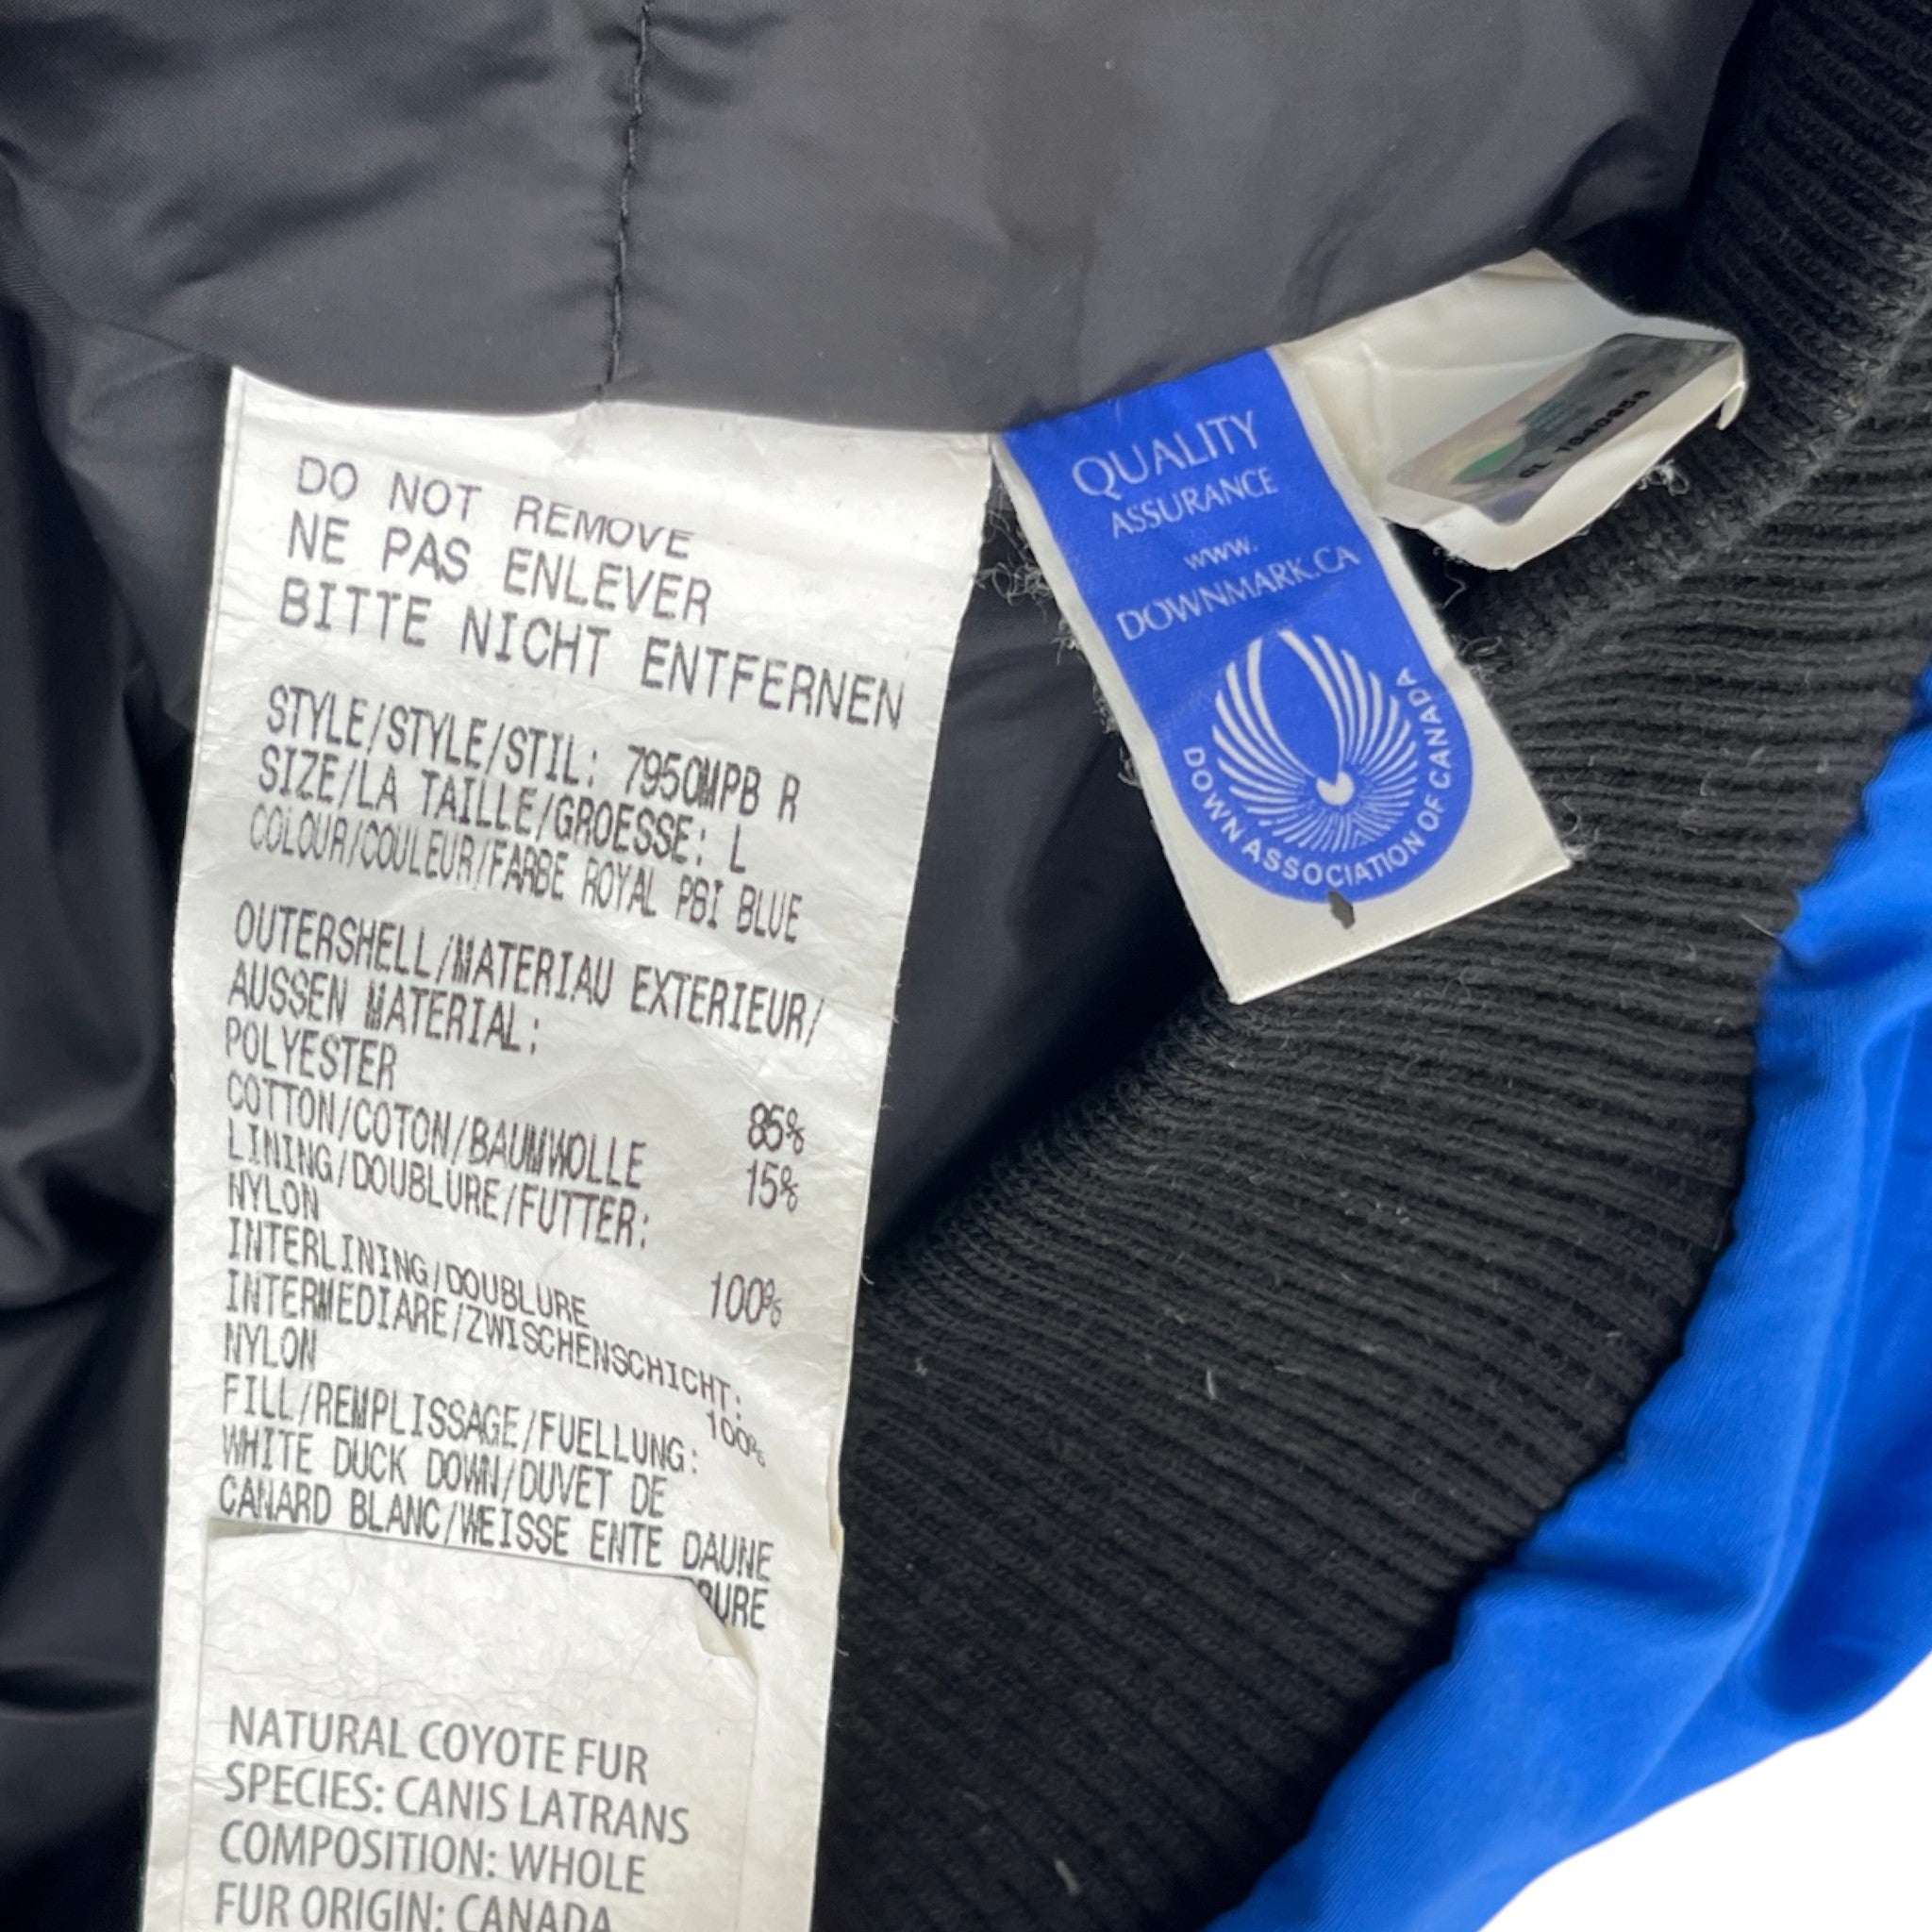 DO NOT REMOVE
NE PAS ENLEVER
BITTE NICHT ENTFERNEN
STYLE/STYLE/STIL: 7950MPB R
SIZE/LA TAILLE/GROESSE: L
COLOUR/COULEUR/FARBE ROYAL PBI BLUE
OUTERSHELL/MATERIAU EXTERIEUR/
AUSSEN MATERIAL:
POLYESTER 85%
COTTON/COTON/BAUMWOLLE 15%
LINING/DOUBLURE/FUTTER:
NYLON 100%
INTERLINING/DOUBLURE
INTERMEDIARE/ZWISCHENSCHICHT:
NYLON 100%
FILL/REMPLISSAGE/FUELLUNG:
WHITE DUCK DOWN/DUVET DE
CANARD BLANC/WEISSE ENTE DAUNE
NATURAL COYOTE FUR
SPECIES: CANIS LATRANS
COMPOSITION: WHOLE
FUR ORIGIN: CANADA
QUALITY
ASSURANCE
www.
DOWNMARK.CA
DOWN ASSOCIATION OF CANADA